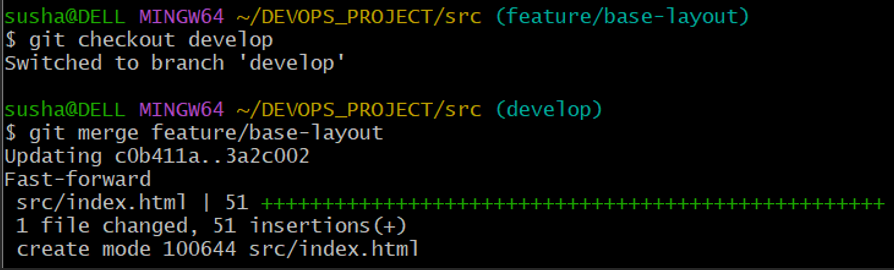 susha@DELL MINGW64 ~/DEVOPS_PROJECT/src (feature/base-layout)
$ git checkout develop
Switched to branch 'develop'
susha@DELL MINGW64 ~/DEVOPS_PROJECT/src (develop)
$ git merge feature/base-layout
Updating c0b411a..3a2c002
Fast-forward
 src/index.html | 51 +++++++++++++++++++++++++++++++++++++++++++++++++++
 1 file changed, 51 insertions(+)
 create mode 100644 src/index.html